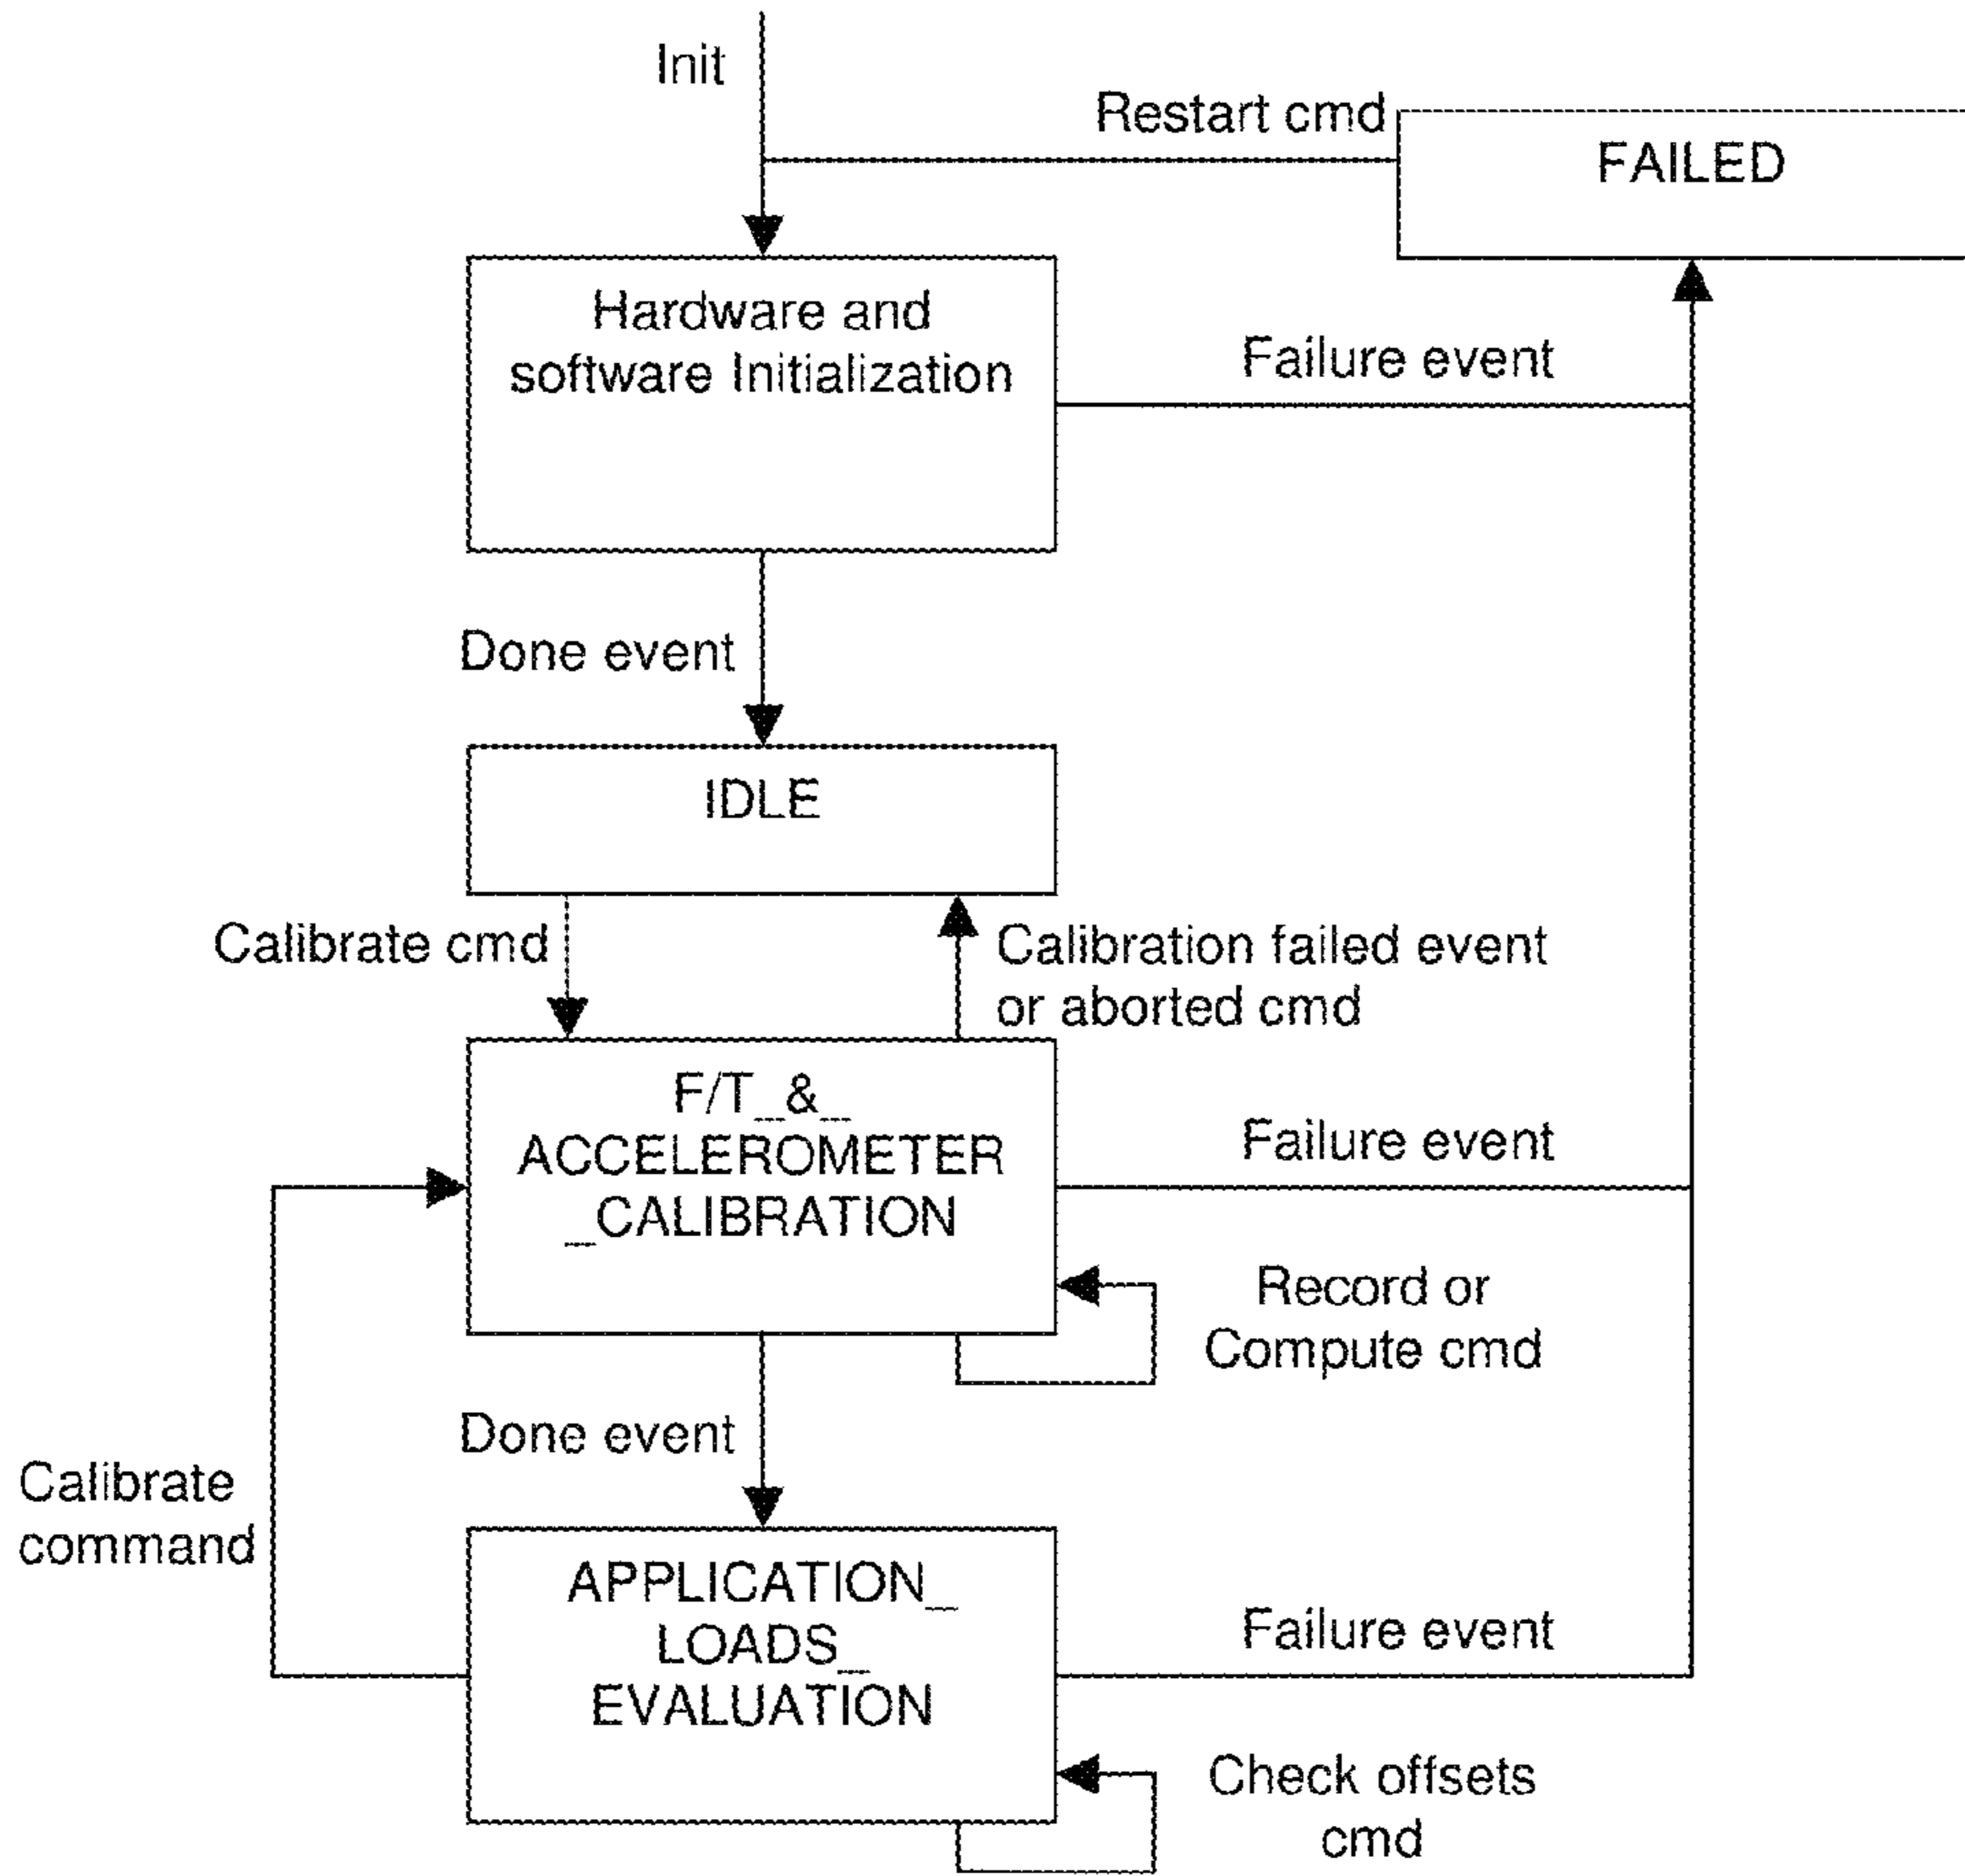 Init
Restart cmd
FAILED
Hardware and
software Initialization
Failure event
Done event
IDLE
Calibrate cmd
Calibration failed event
or aborted cmd
F/T_&_
ACCELEROMETER
_CALIBRATION
Failure event
Record or
Compute cmd
Done event
Calibrate
command
APPLICATION_
LOADS_
EVALUATION
Failure event
Check offsets
cmd